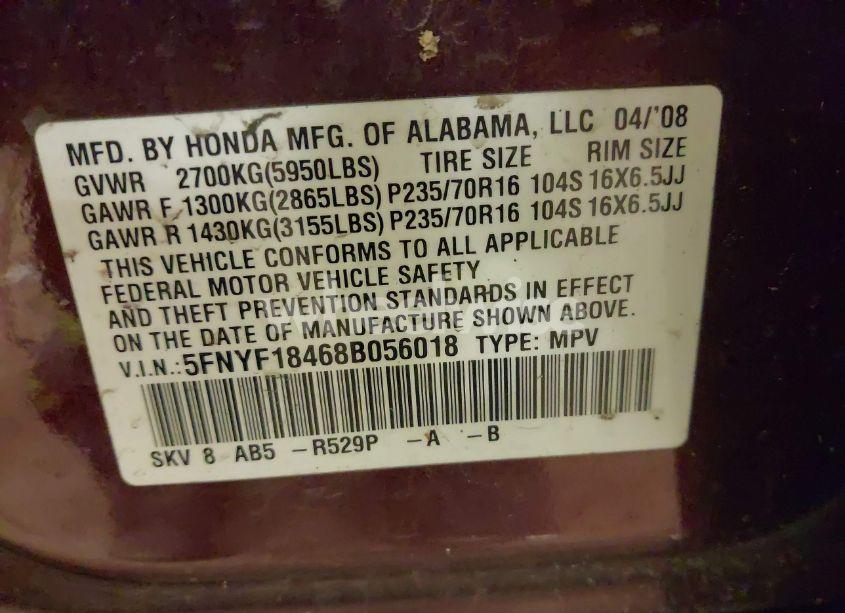 MFD. BY HONDA MFG. OF ALABAMA, LLC 04/'08
GVWR 2700KG(5950LBS) TIRE SIZE RIM SIZE
GAWR F 1300KG(2865LBS) P235/70R16 104S 16X6.5JJ
GAWR R 1430KG(3155LBS) P235/70R16 104S 16X6.5JJ
THIS VEHICLE CONFORMS TO ALL APPLICABLE
FEDERAL MOTOR VEHICLE SAFETY
AND THEFT PREVENTION STANDARDS IN EFFECT
ON THE DATE OF MANUFACTURE SHOWN ABOVE.
V.I.N.:5FNYF18468B056018 TYPE: MPV
SKV 8 AB5 -R529P -A -B